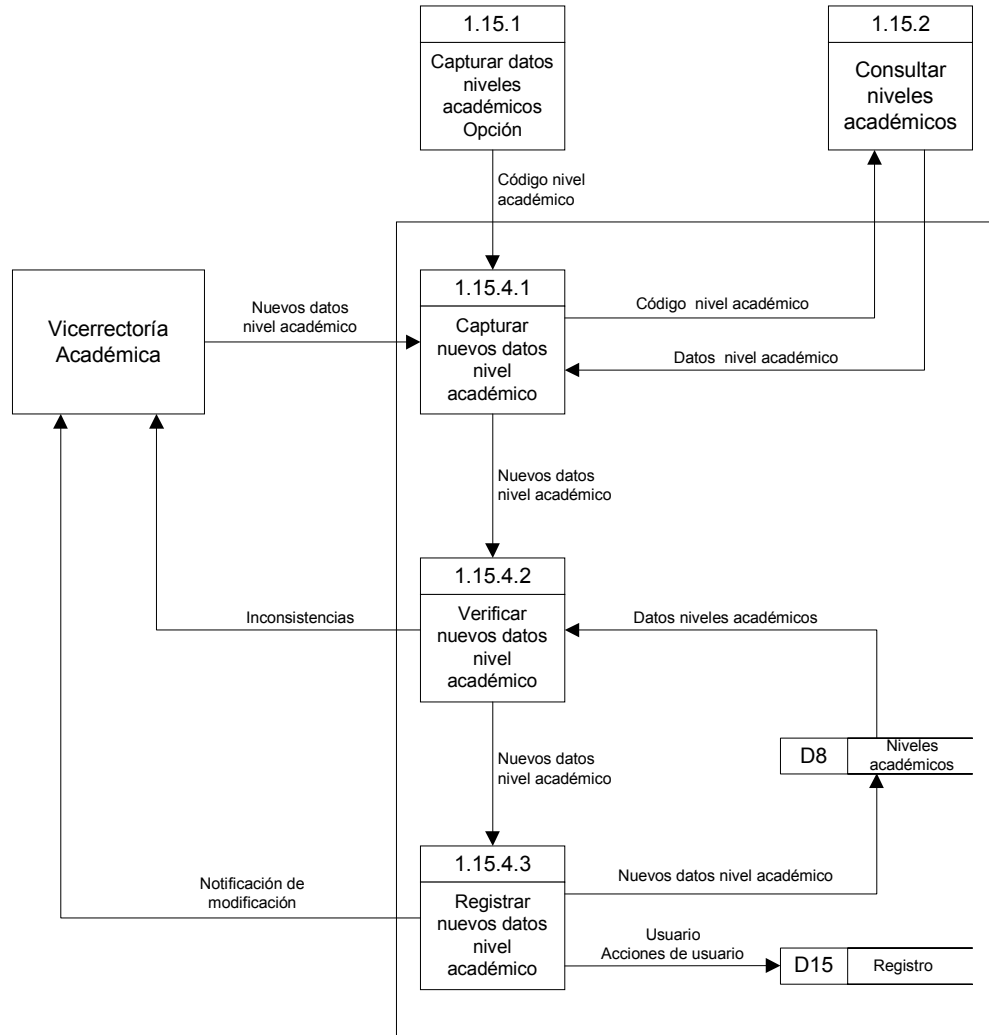 1.15.1
Capturar datos
niveles
académicos
Opción
1.15.2
Consultar
niveles
académicos
Código nivel
académico
Vicerrectoría
Académica
Nuevos datos
nivel académico
1.15.4.1
Capturar
nuevos datos
nivel
académico
Código nivel académico
Datos nivel académico
Nuevos datos
nivel académico
1.15.4.2
Verificar
nuevos datos
nivel
académico
Inconsistencias
Datos niveles académicos
Nuevos datos
nivel académico
D8
Niveles
académicos
1.15.4.3
Registrar
nuevos datos
nivel
académico
Nuevos datos nivel académico
Notificación de
modificación
Usuario
Acciones de usuario
D15
Registro